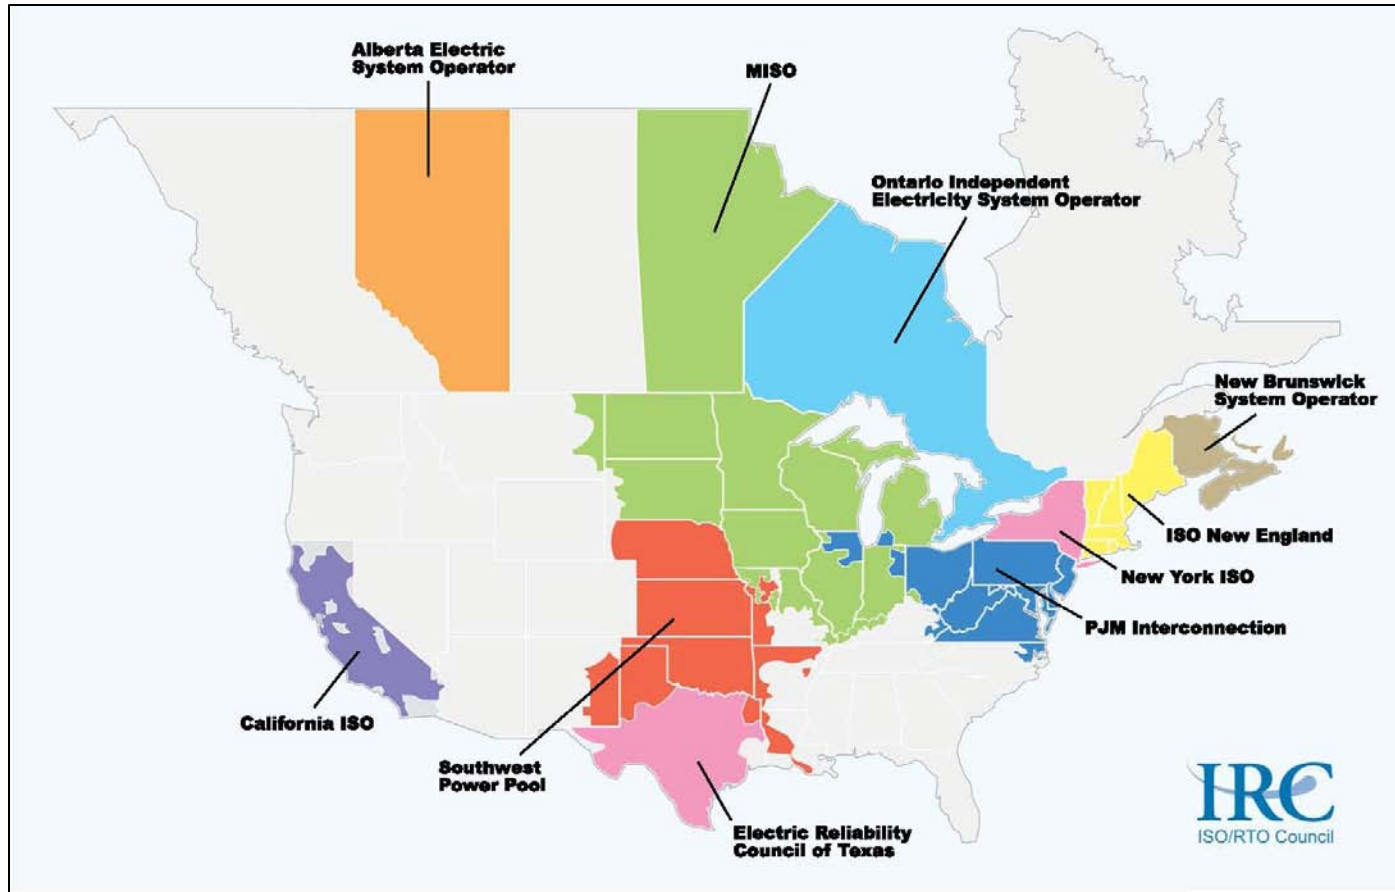 Alberta Electric
System Operator
MISO
Ontario Independent
Electricity System Operator
New Brunswick
System Operator
ISO New England
New York ISO
PJM Interconnection
California ISO
Southwest
Power Pool
Electric Reliability
Council of Texas
IRC
ISO/RTO Council